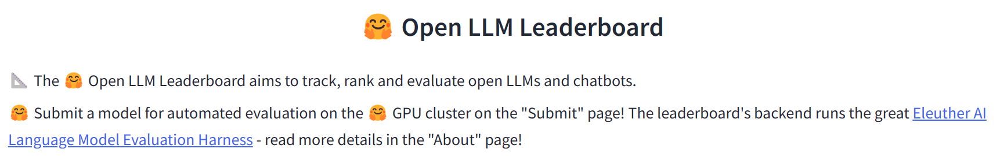 🤗 Open LLM Leaderboard
📐 The 🤗 Open LLM Leaderboard aims to track, rank and evaluate open LLMs and chatbots.
🤗 Submit a model for automated evaluation on the 🤗 GPU cluster on the "Submit" page! The leaderboard's backend runs the great Eleuther AI
Language Model Evaluation Harness - read more details in the "About" page!